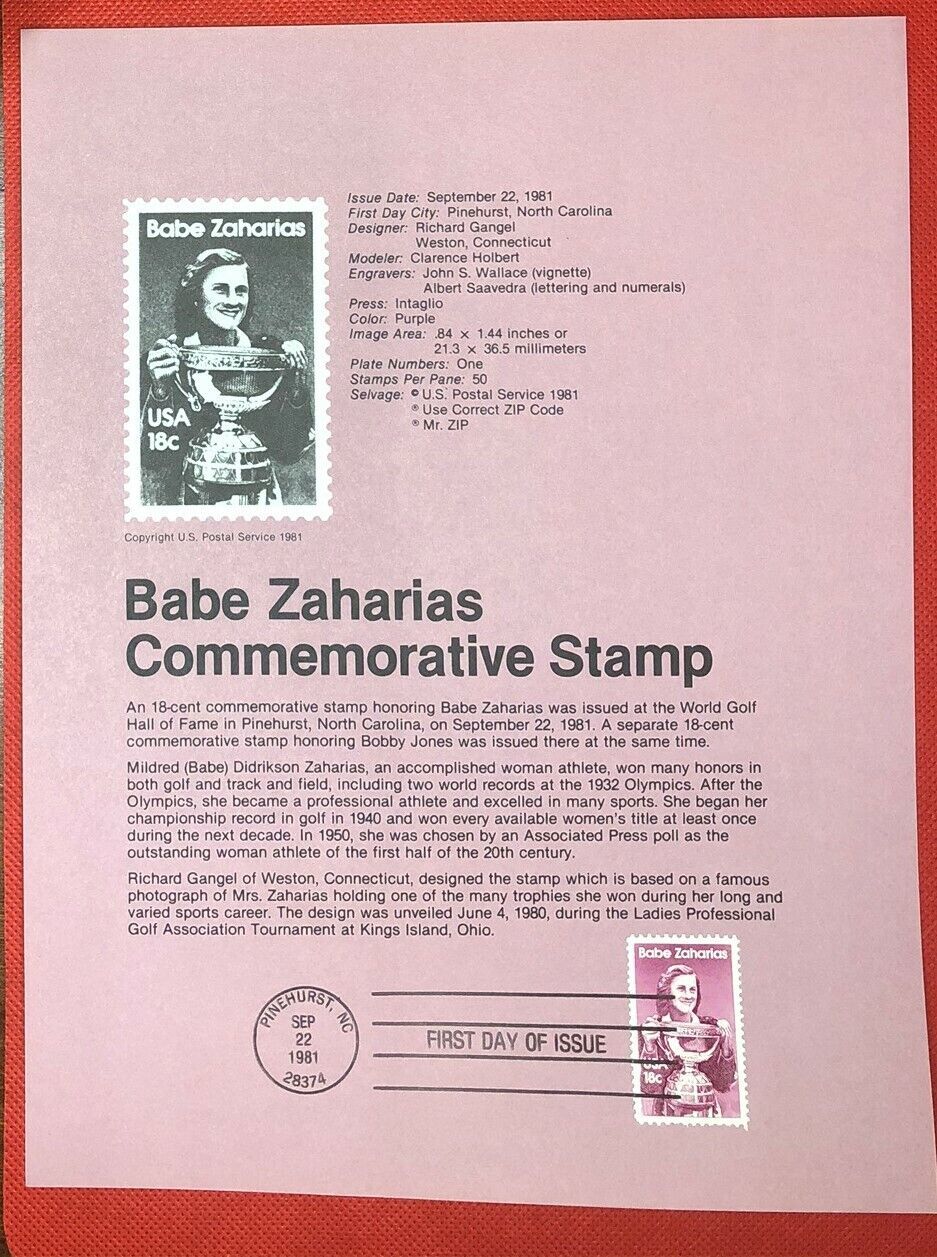 Babe Zaharias
USA
18c
Copyright U.S. Postal Service 1981
Issue Date: September 22, 1981
First Day City: Pinehurst, North Carolina
Designer: Richard Gangel
Weston, Connecticut
Modeler: Clarence Holbert
Engravers: John S. Wallace (vignette)
Albert Saavedra (lettering and numerals)
Press: Intaglio
Color: Purple
Image Area: .84 × 1.44 inches or
21.3 × 36.5 millimeters
Plate Numbers: One
Stamps Per Pane: 50
Selvage: © U.S. Postal Service 1981
® Use Correct ZIP Code
® Mr. ZIP
Babe Zaharias
Commemorative Stamp
An 18-cent commemorative stamp honoring Babe Zaharias was issued at the World Golf
Hall of Fame in Pinehurst, North Carolina, on September 22, 1981. A separate 18-cent
commemorative stamp honoring Bobby Jones was issued there at the same time.
Mildred (Babe) Didrikson Zaharias, an accomplished woman athlete, won many honors in
both golf and track and field, including two world records at the 1932 Olympics. After the
Olympics, she became a professional athlete and excelled in many sports. She began her
championship record in golf in 1940 and won every available women's title at least once
during the next decade. In 1950, she was chosen by an Associated Press poll as the
outstanding woman athlete of the first half of the 20th century.
Richard Gangel of Weston, Connecticut, designed the stamp which is based on a famous
photograph of Mrs. Zaharias holding one of the many trophies she won during her long and
varied sports career. The design was unveiled June 4, 1980, during the Ladies Professional
Golf Association Tournament at Kings Island, Ohio.
PINEHURST, NC
SEP
22
1981
28374
FIRST DAY OF ISSUE
Babe Zaharias
USA
18c